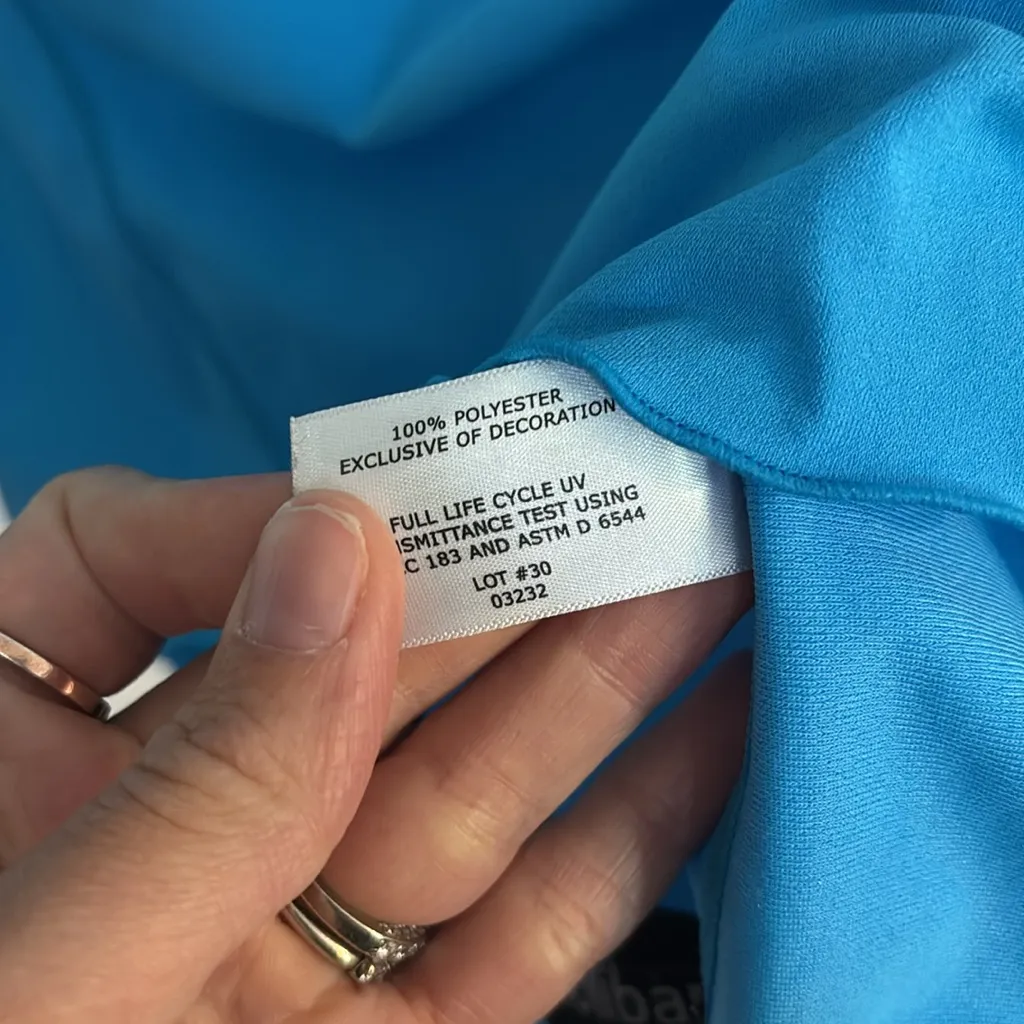 100% POLYESTER
EXCLUSIVE OF DECORATION
FULL LIFE CYCLE UV
TEST USING
183 AND ASTM D 6544
LOT #30
03232